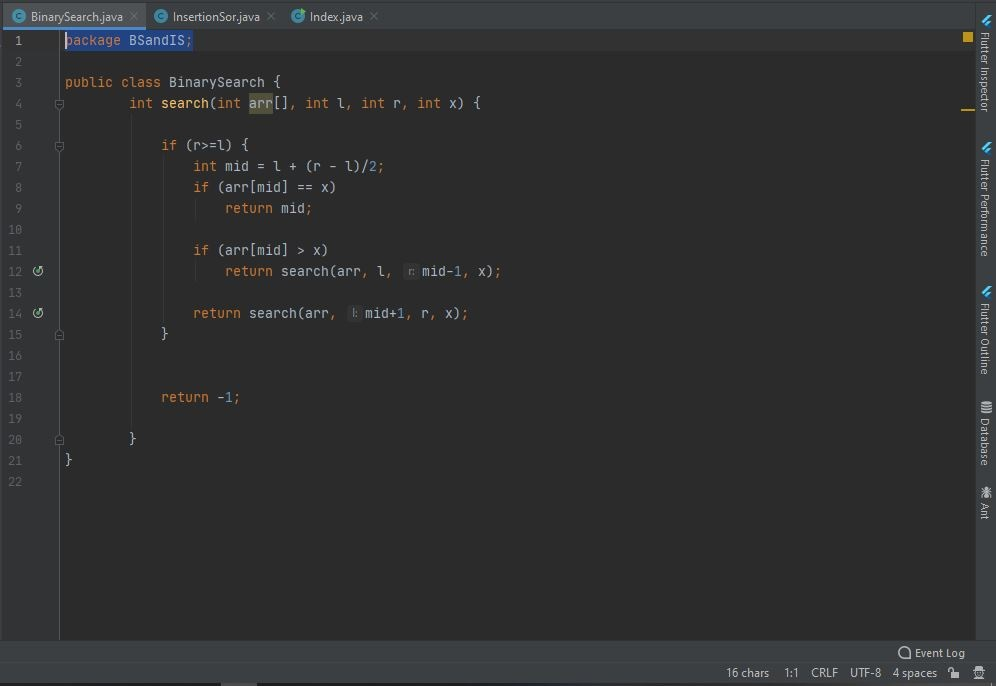 BinarySearch.java InsertionSor.java Index.java
1 package BSandIS;
2
3 public class BinarySearch {
4 int search(int arr[], int l, int r, int x) {
5
6 if (r>=l) {
7 int mid = l + (r - l)/2;
8 if (arr[mid] == x)
9 return mid;
10
11 if (arr[mid] > x)
12 return search(arr, l, r: mid-1, x);
13
14 return search(arr, l: mid+1, r, x);
15 }
16
17
18 return -1;
19
20 }
21 }
22
Flutter Inspector
Flutter Performance
Flutter Outline
Database
Ant
Event Log
16 chars 1:1 CRLF UTF-8 4 spaces